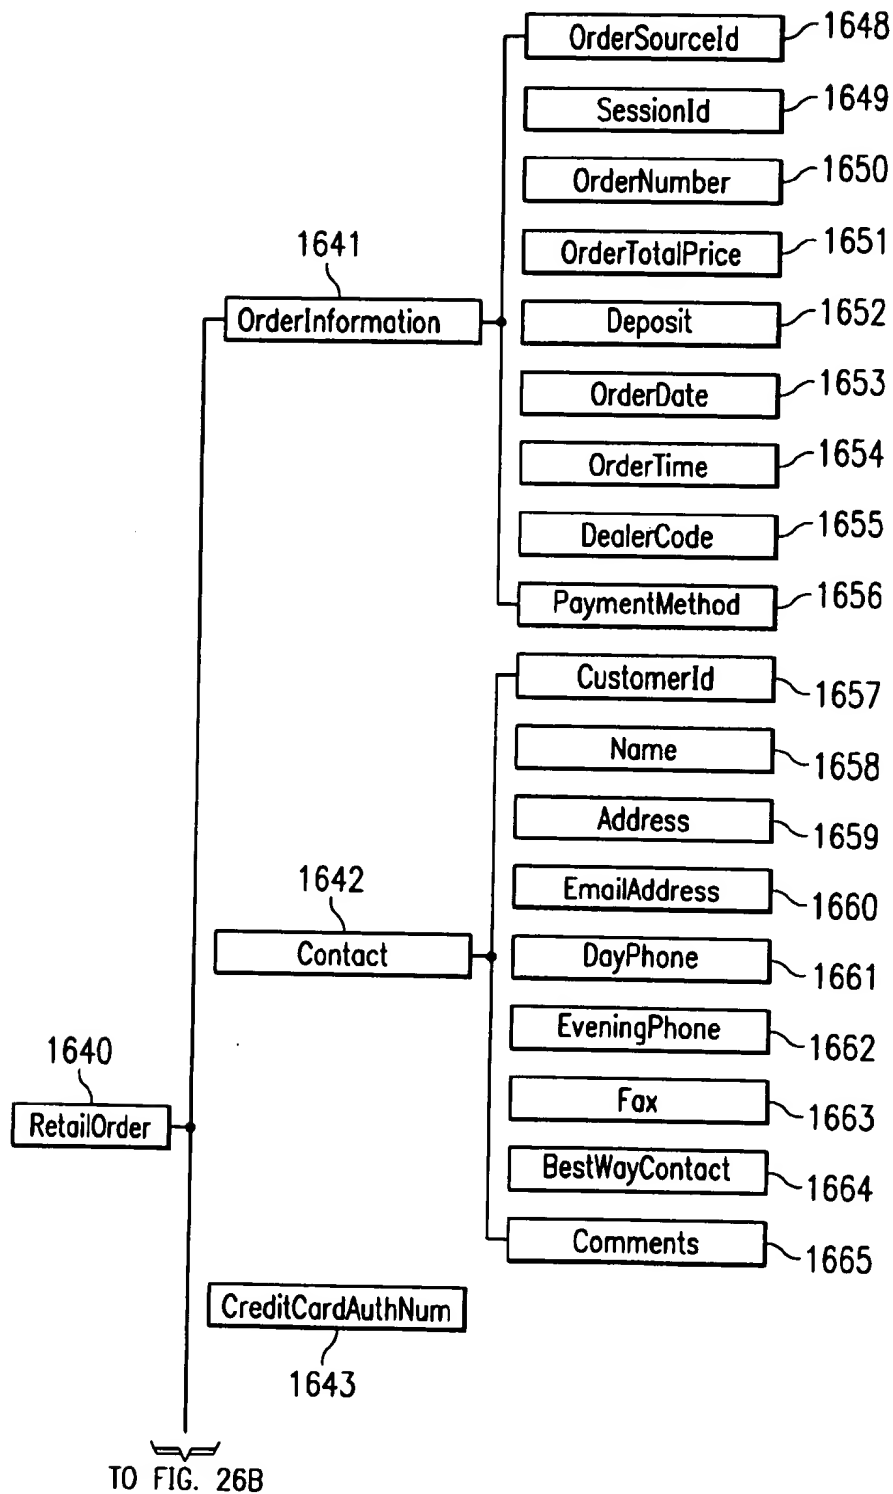 OrderSourceId 1648
SessionId 1649
OrderNumber 1650
OrderTotalPrice 1651
1641
OrderInformation
Deposit 1652
OrderDate 1653
OrderTime 1654
DealerCode 1655
PaymentMethod 1656
CustomerId 1657
Name 1658
Address 1659
1642
EmailAddress 1660
Contact
DayPhone 1661
EveningPhone 1662
1640
RetailOrder
Fax 1663
BestWayContact 1664
Comments 1665
CreditCardAuthNum
1643
TO FIG. 26B